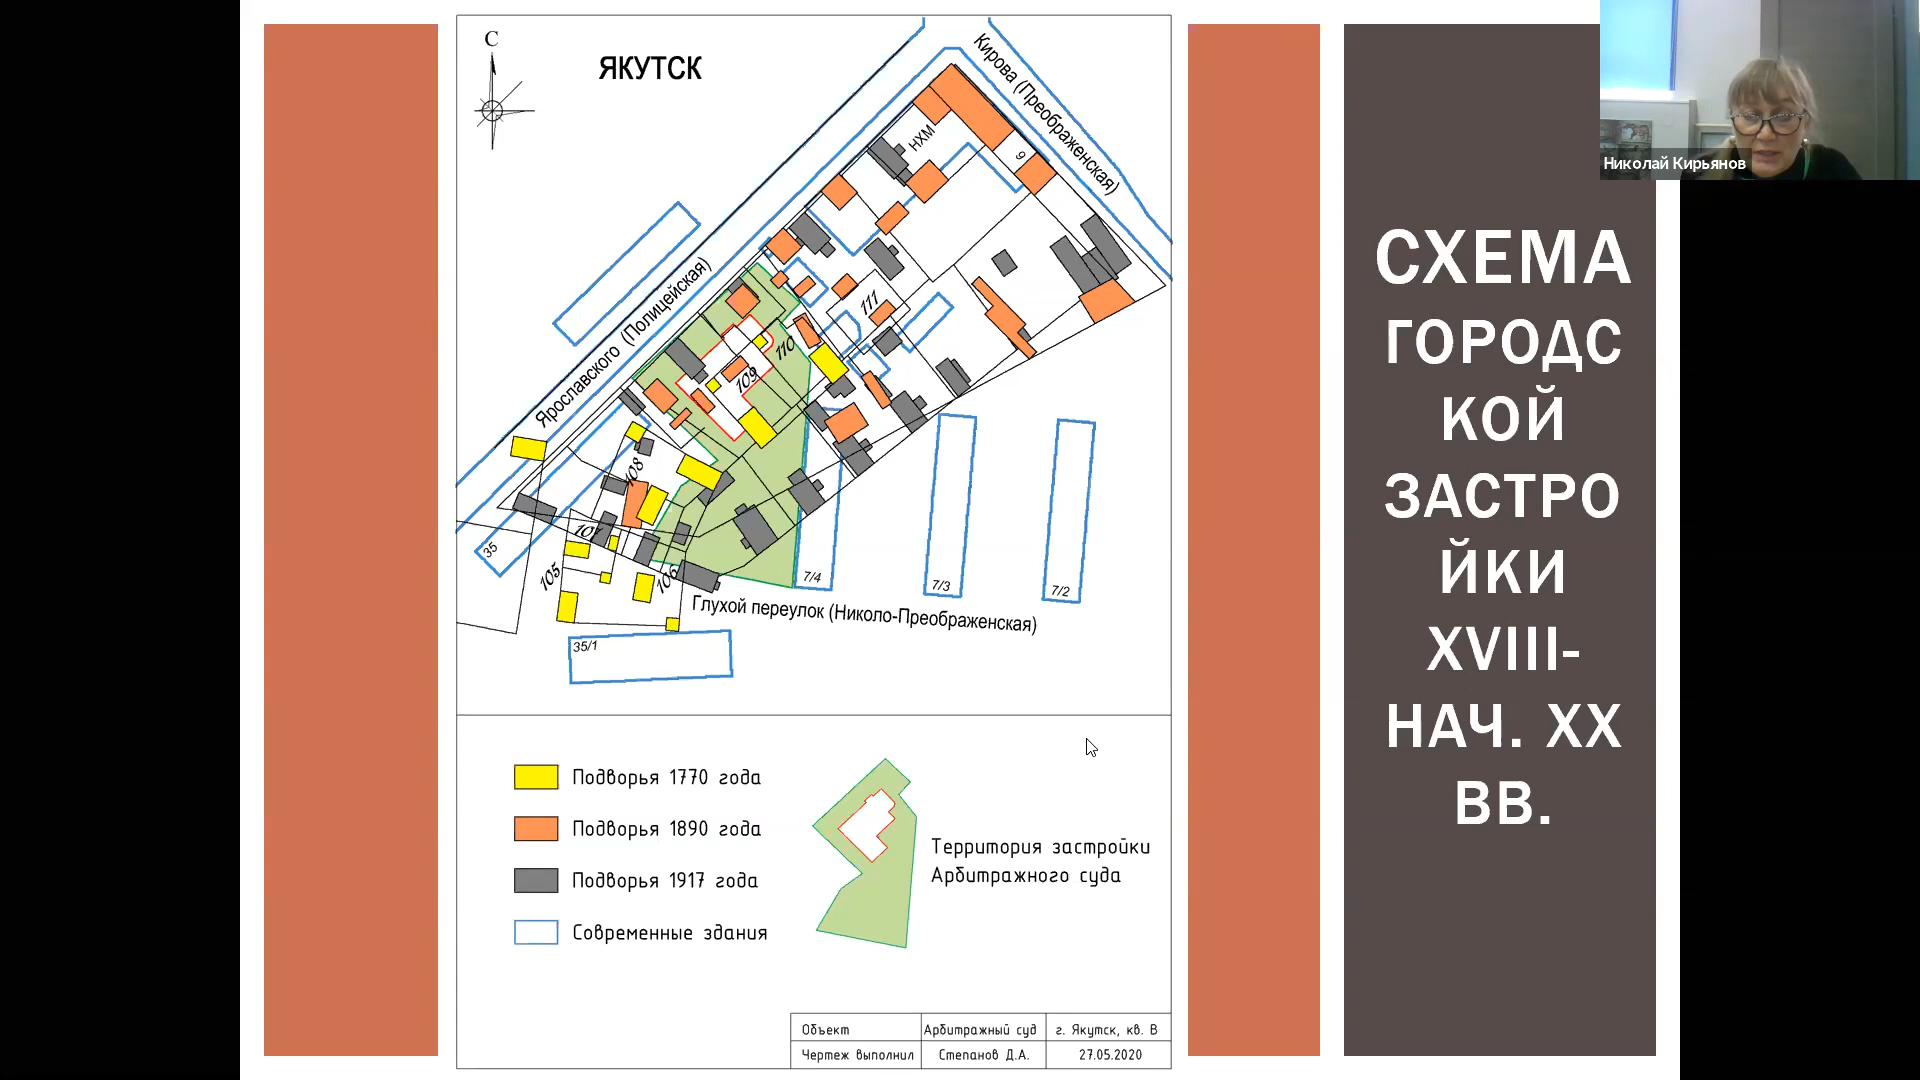 С
ЯКУТСК
Кирова (Преображенская)
НХМ
9
Ярославского (Полицейская)
111
110
109
108
107
105
106
35
7/4
7/3
7/2
Глухой переулок (Николо-Преображенская)
35/1
Подворья 1770 года
Подворья 1890 года
Подворья 1917 года
Современные здания
Территория застройки
Арбитражного суда
Объект
Арбитражный суд
г. Якутск, кв. В
Чертеж выполнил
Степанов Д.А.
27.05.2020
СХЕМА
ГОРОДС
КОЙ
ЗАСТРО
ЙКИ
XVIII-
НАЧ. XX
ВВ.
Николай Кирьянов